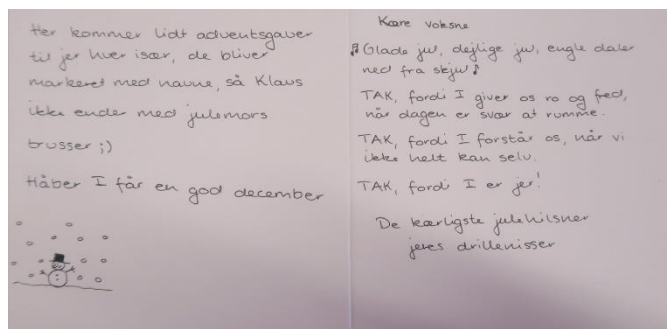 Her kommer lidt adventsgaver
til jer hver især, de bliver
markeret med navne, så Klaus
ikke ender med julemors
trusser ;)
Håber I får en god december
Kære voksne
♫ Glade jul, dejlige jul, engle daler
ned fra skjul ♪
TAK, fordi I giver os ro og fred,
når dagen er svær at rumme.
TAK, fordi I forstår os, når vi
ikke helt kan selv.
TAK, fordi I er jer!
De kærligste julehilsner
jeres drillenisser